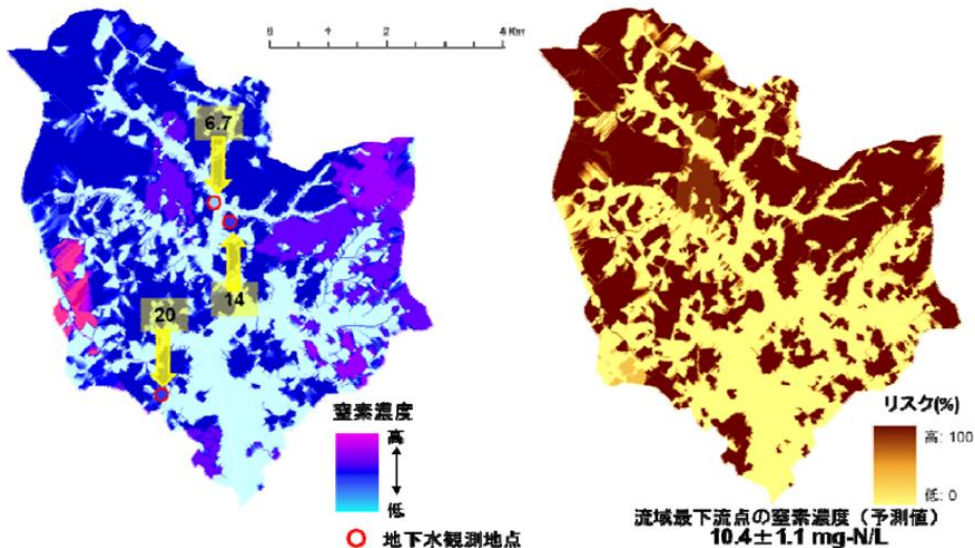 0 2 4 Km
6.7
14
20
窒素濃度
高
低
地下水観測地点
リスク(%)
高: 100
低: 0
流域最下流点の窒素濃度（予測値）
10.4±1.1 mg-N/L